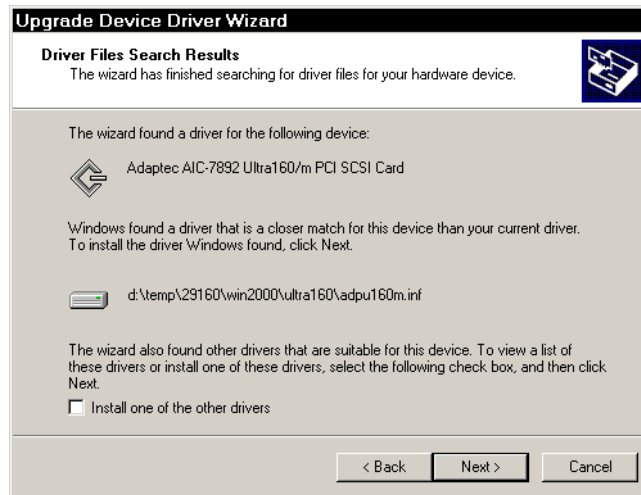 Upgrade Device Driver Wizard
Driver Files Search Results
The wizard has finished searching for driver files for your hardware device.
The wizard found a driver for the following device:
Adaptec AIC-7892 Ultra160/m PCI SCSI Card
Windows found a driver that is a closer match for this device than your current driver.
To install the driver Windows found, click Next.
d:\temp\29160\win2000\ultra160\adpu160m.inf
The wizard also found other drivers that are suitable for this device. To view a list of
these drivers or install one of these drivers, select the following check box, and then click
Next.
Install one of the other drivers
< Back
Next >
Cancel